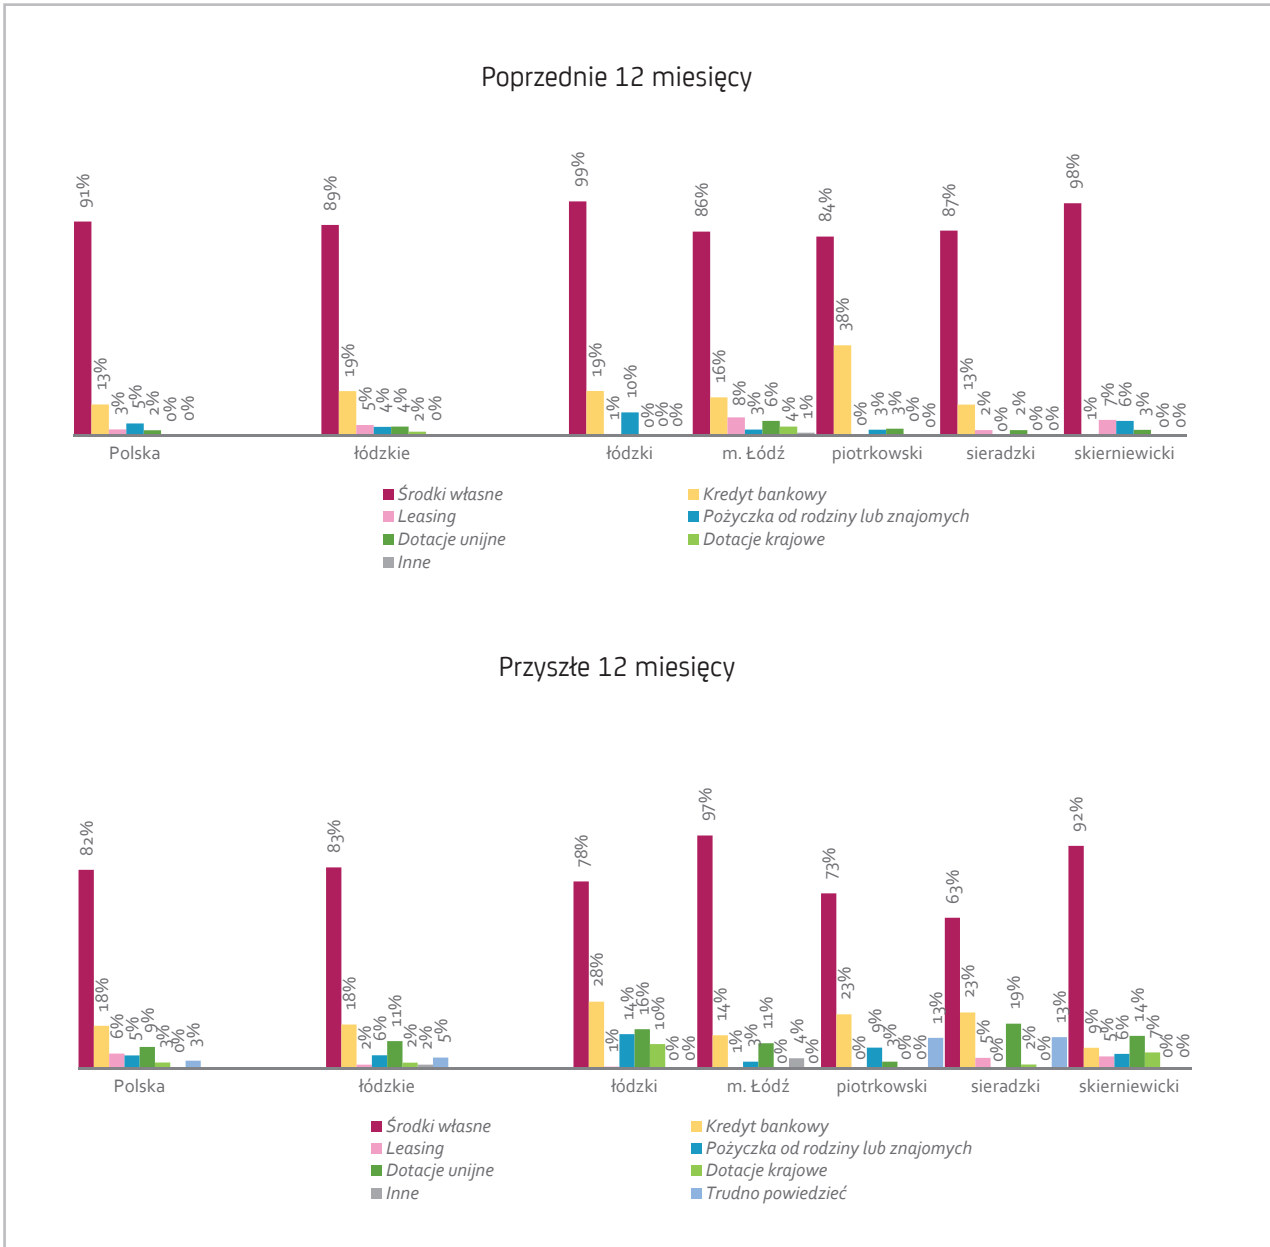 Poprzednie 12 miesięcy
91% 13% 3% 5% 2% 0% 0%
89% 19% 5% 4% 4% 2% 0%
99% 19% 1% 10% 0% 0% 0%
86% 16% 8% 3% 6% 4% 1%
84% 38% 0% 3% 3% 0% 0%
87% 13% 2% 0% 2% 0% 0%
98% 1% 7% 6% 3% 0% 0%
Polska łódzkie łódzki m. Łódź piotrkowski sieradzki skierniewicki
Środki własne Kredyt bankowy
Leasing Pożyczka od rodziny lub znajomych
Dotacje unijne Dotacje krajowe
Inne
Przyszłe 12 miesięcy
82% 18% 6% 5% 9% 3% 0% 3%
83% 18% 2% 6% 11% 2% 2% 5%
78% 28% 1% 14% 16% 10% 0% 0%
97% 14% 1% 3% 11% 0% 4% 0%
73% 23% 0% 9% 3% 0% 0% 13%
63% 23% 5% 0% 19% 2% 0% 13%
92% 9% 5% 6% 14% 7% 0% 0%
Polska łódzkie łódzki m. Łódź piotrkowski sieradzki skierniewicki
Środki własne Kredyt bankowy
Leasing Pożyczka od rodziny lub znajomych
Dotacje unijne Dotacje krajowe
Inne Trudno powiedzieć